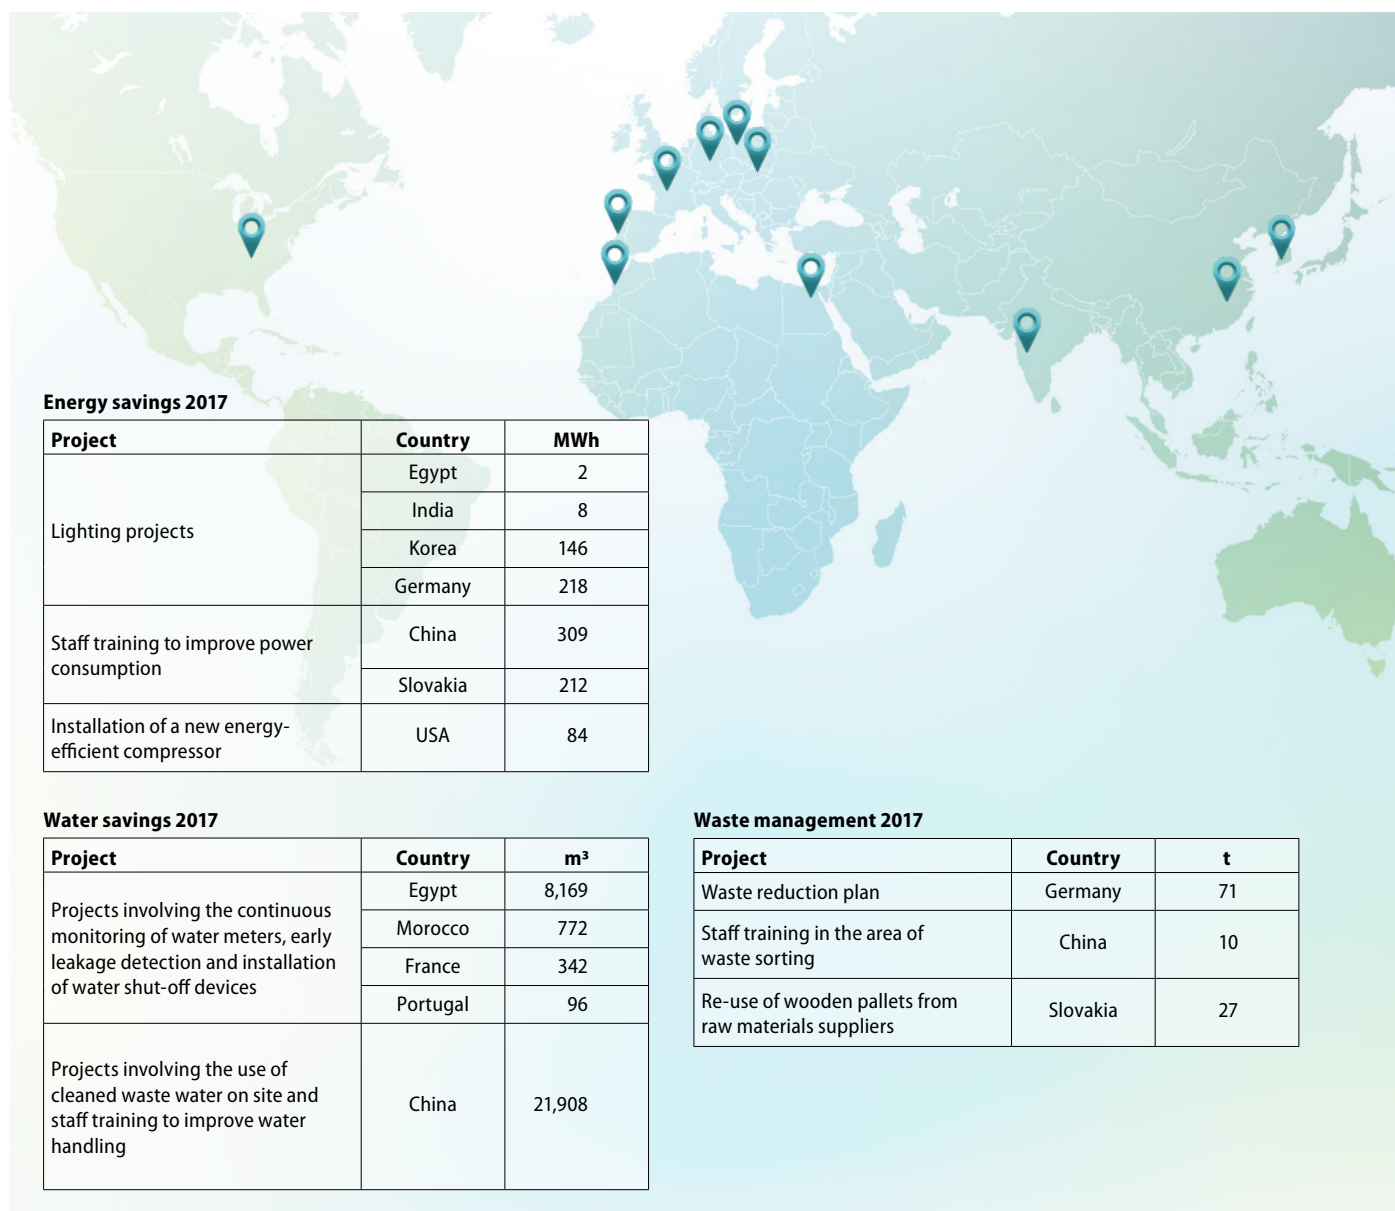 Energy savings 2017
Project Country MWh
Lighting projects
Egypt 2
India 8
Korea 146
Germany 218
Staff training to improve power
consumption
China 309
Slovakia 212
Installation of a new energy-
efficient compressor
USA 84
Water savings 2017
Project Country m³
Projects involving the continuous
monitoring of water meters, early
leakage detection and installation
of water shut-off devices
Egypt 8,169
Morocco 772
France 342
Portugal 96
Projects involving the use of
cleaned waste water on site and
staff training to improve water
handling
China 21,908
Waste management 2017
Project Country t
Waste reduction plan Germany 71
Staff training in the area of
waste sorting
China 10
Re-use of wooden pallets from
raw materials suppliers
Slovakia 27